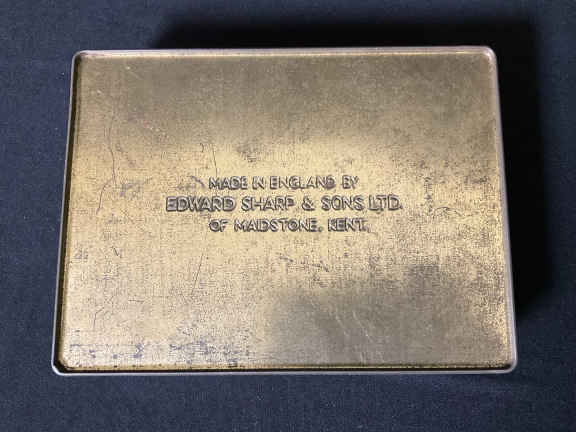 MADE IN ENGLAND BY
EDWARD SHARP & SONS LTD.
OF MAIDSTONE, KENT.